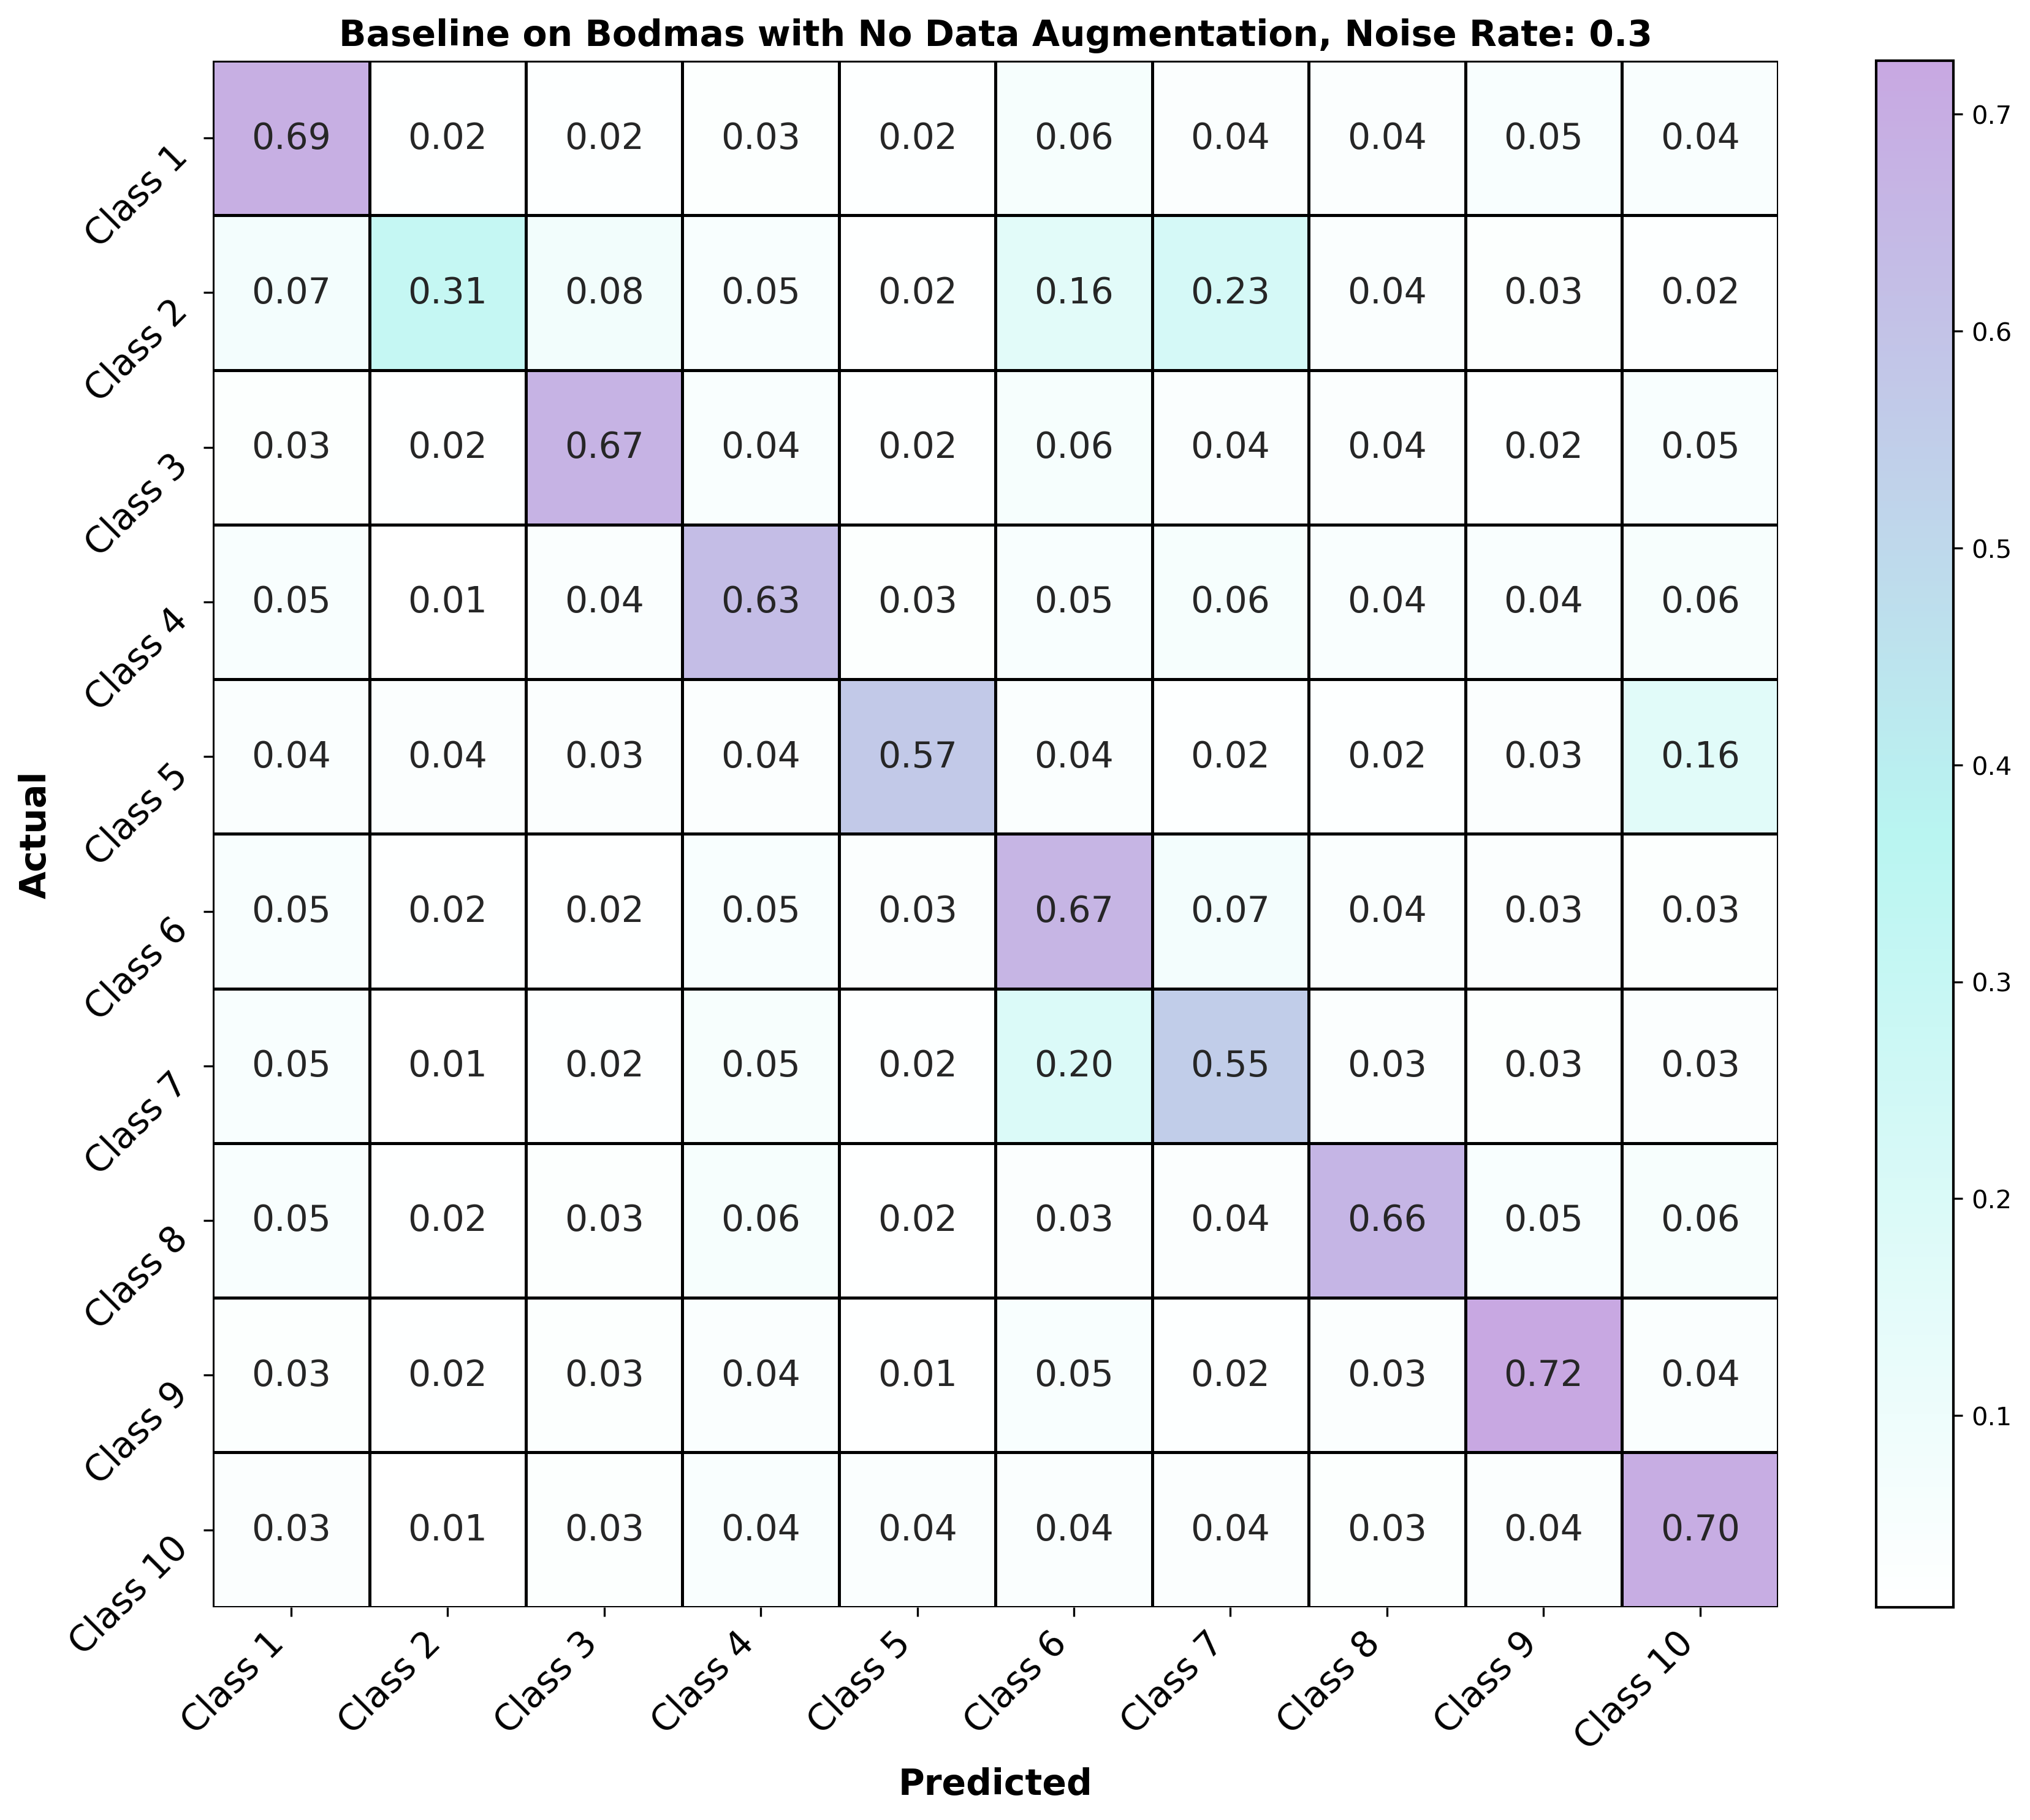 Baseline on Bodmas with No Data Augmentation, Noise Rate: 0.3
Class 1 0.69 0.02 0.02 0.03 0.02 0.06 0.04 0.04 0.05 0.04
Class 2 0.07 0.31 0.08 0.05 0.02 0.16 0.23 0.04 0.03 0.02
Class 3 0.03 0.02 0.67 0.04 0.02 0.06 0.04 0.04 0.02 0.05
Class 4 0.05 0.01 0.04 0.63 0.03 0.05 0.06 0.04 0.04 0.06
Class 5 0.04 0.04 0.03 0.04 0.57 0.04 0.02 0.02 0.03 0.16
Class 6 0.05 0.02 0.02 0.05 0.03 0.67 0.07 0.04 0.03 0.03
Class 7 0.05 0.01 0.02 0.05 0.02 0.20 0.55 0.03 0.03 0.03
Class 8 0.05 0.02 0.03 0.06 0.02 0.03 0.04 0.66 0.05 0.06
Class 9 0.03 0.02 0.03 0.04 0.01 0.05 0.02 0.03 0.72 0.04
Class 10 0.03 0.01 0.03 0.04 0.04 0.04 0.04 0.03 0.04 0.70
Actual
Class 1 Class 2 Class 3 Class 4 Class 5 Class 6 Class 7 Class 8 Class 9 Class 10
Predicted
0.7
0.6
0.5
0.4
0.3
0.2
0.1